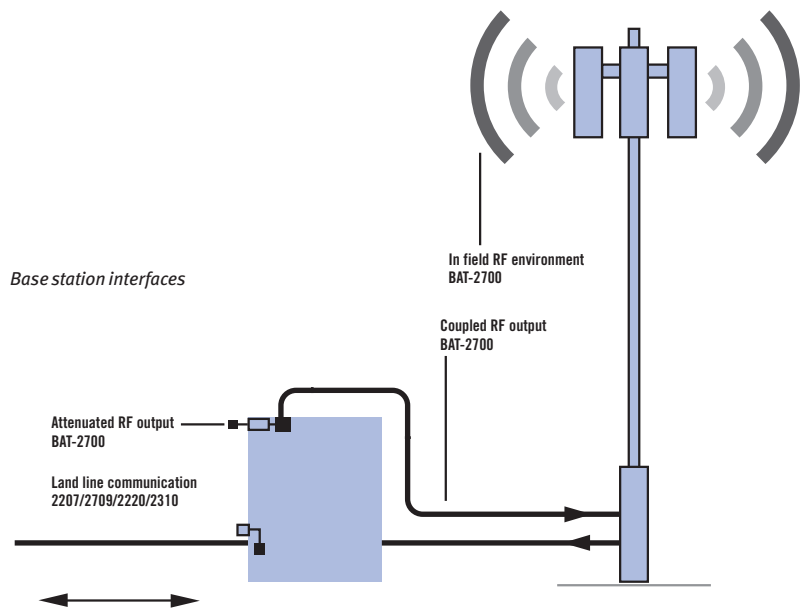 In field RF environment
BAT-2700
Base station interfaces
Coupled RF output
BAT-2700
Attenuated RF output
BAT-2700
Land line communication
2207/2709/2220/2310